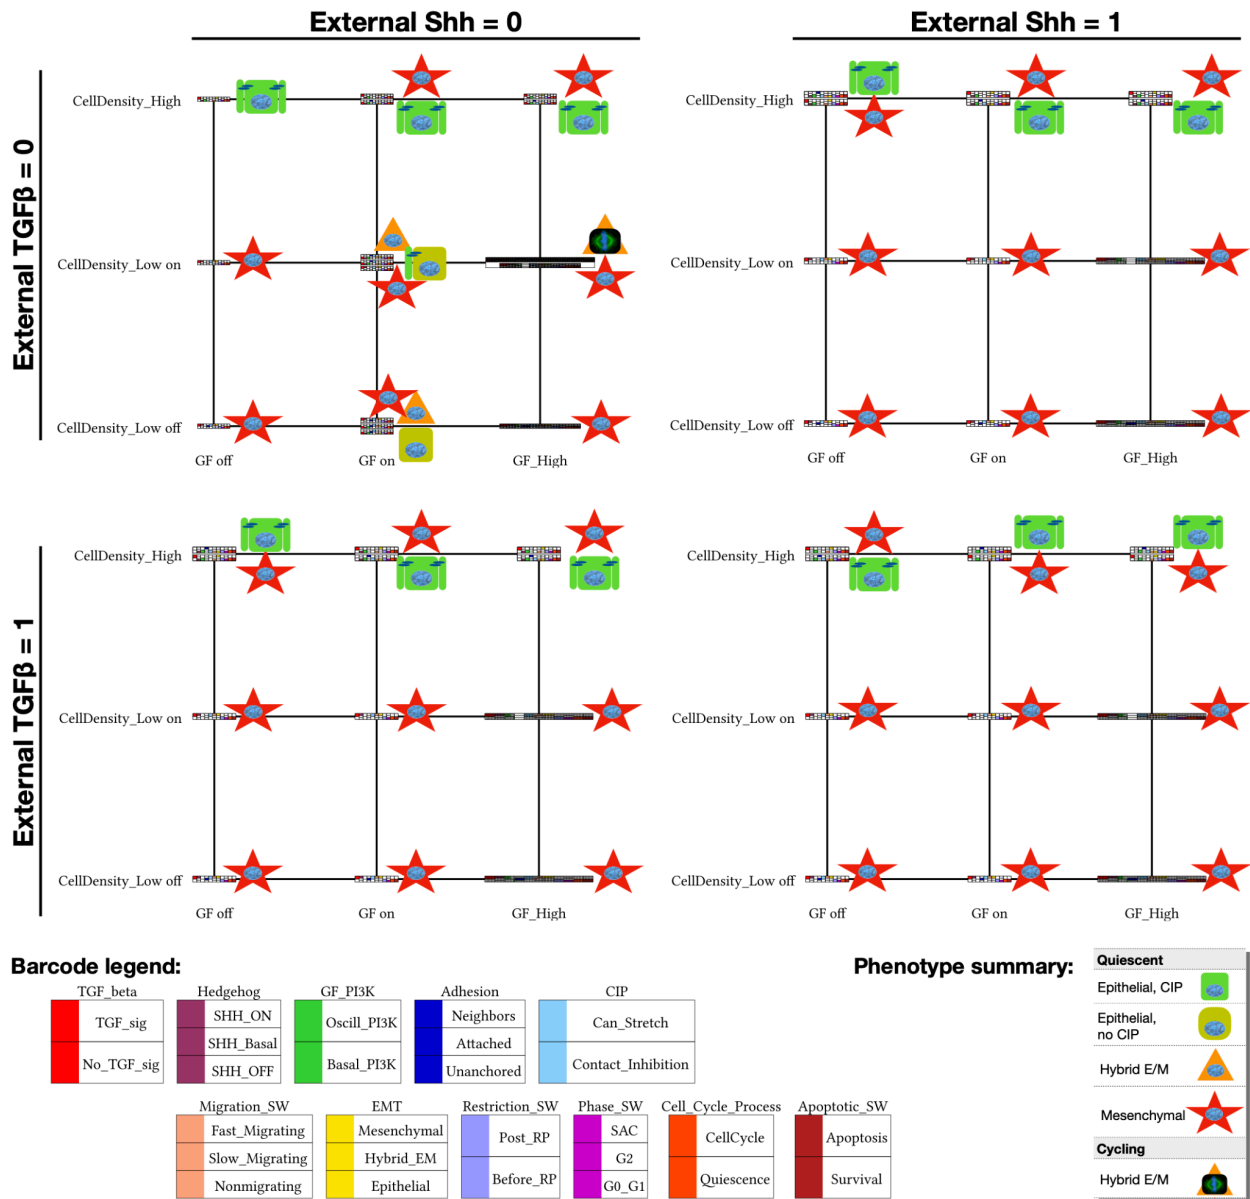 External Shh = 0
External Shh = 1
External TGFβ = 0
CellDensity_High
CellDensity_Low on
CellDensity_Low off
GF off
GF on
GF_High
CellDensity_High
CellDensity_Low on
CellDensity_Low off
GF off
GF on
GF_High
External TGFβ = 1
CellDensity_High
CellDensity_Low on
CellDensity_Low off
GF off
GF on
GF_High
CellDensity_High
CellDensity_Low on
CellDensity_Low off
GF off
GF on
GF_High
Barcode legend:
TGF_beta
TGF_sig
No_TGF_sig
Hedgehog
SHH_ON
SHH_Basal
SHH_OFF
GF_PI3K
Oscill_PI3K
Basal_PI3K
Adhesion
Neighbors
Attached
Unanchored
CIP
Can_Stretch
Contact_Inhibition
Migration_SW
Fast_Migrating
Slow_Migrating
Nonmigrating
EMT
Mesenchymal
Hybrid_EM
Epithelial
Restriction_SW
Post_RP
Before_RP
Phase_SW
SAC
G2
G0_G1
Cell_Cycle_Process
CellCycle
Quiescence
Apoptotic_SW
Apoptosis
Survival
Phenotype summary:
Quiescent
Epithelial, CIP
Epithelial,
no CIP
Hybrid E/M
Mesenchymal
Cycling
Hybrid E/M